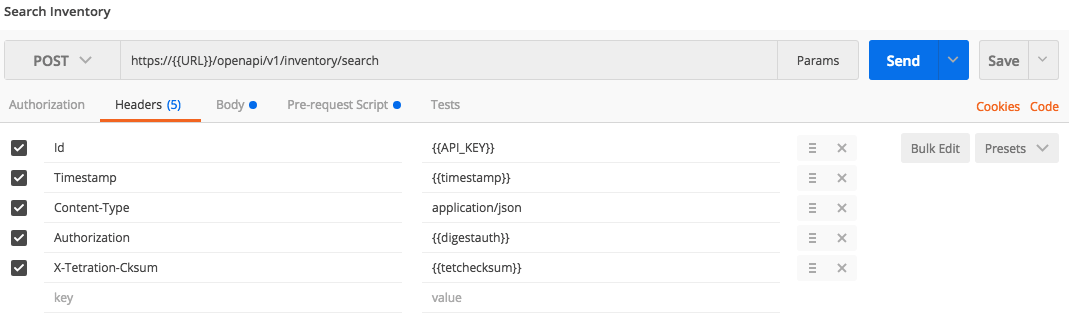 Search Inventory
POST https://{{URL}}/openapi/v1/inventory/search Params Send Save
Authorization Headers (5) Body Pre-request Script Tests Cookies Code
Id {{API_KEY}} Bulk Edit Presets
Timestamp {{timestamp}}
Content-Type application/json
Authorization {{digestauth}}
X-Tetration-Cksum {{tetchecksum}}
key value